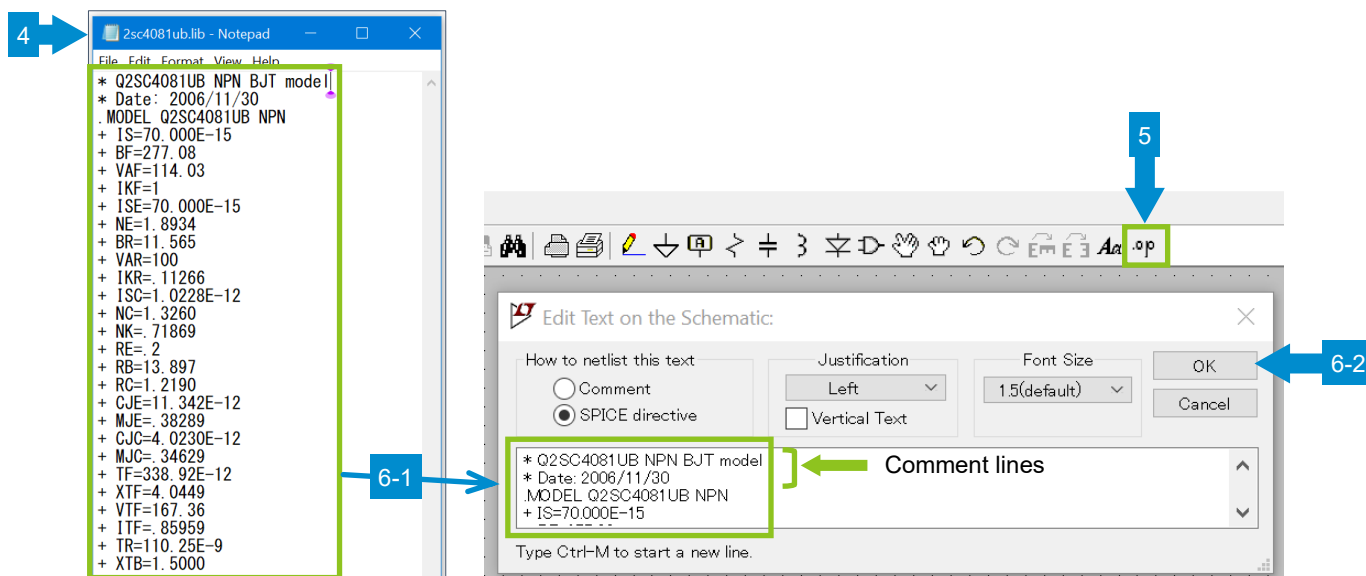 4
2sc4081ub.lib - Notepad
File Edit Format View Help
* Q2SC4081UB NPN BJT model
* Date: 2006/11/30
.MODEL Q2SC4081UB NPN
+ IS=70.000E-15
+ BF=277.08
+ VAF=114.03
+ IKF=1
+ ISE=70.000E-15
+ NE=1.8934
+ BR=11.565
+ VAR=100
+ IKR=.11266
+ ISC=1.0228E-12
+ NC=1.3260
+ NK=.71869
+ RE=.2
+ RB=13.897
+ RC=1.2190
+ CJE=11.342E-12
+ MJE=.38289
+ CJC=4.0230E-12
+ MJC=.34629
+ TF=338.92E-12
+ XTF=4.0449
+ VTF=167.36
+ ITF=.85959
+ TR=110.25E-9
+ XTB=1.5000
6-1
5
Aa .op
Edit Text on the Schematic:
How to netlist this text
Comment
SPICE directive
Justification
Left
Vertical Text
Font Size
1.5(default)
OK
Cancel
6-2
* Q2SC4081UB NPN BJT model
* Date: 2006/11/30
.MODEL Q2SC4081UB NPN
+ IS=70.000E-15
Comment lines
Type Ctrl-M to start a new line.